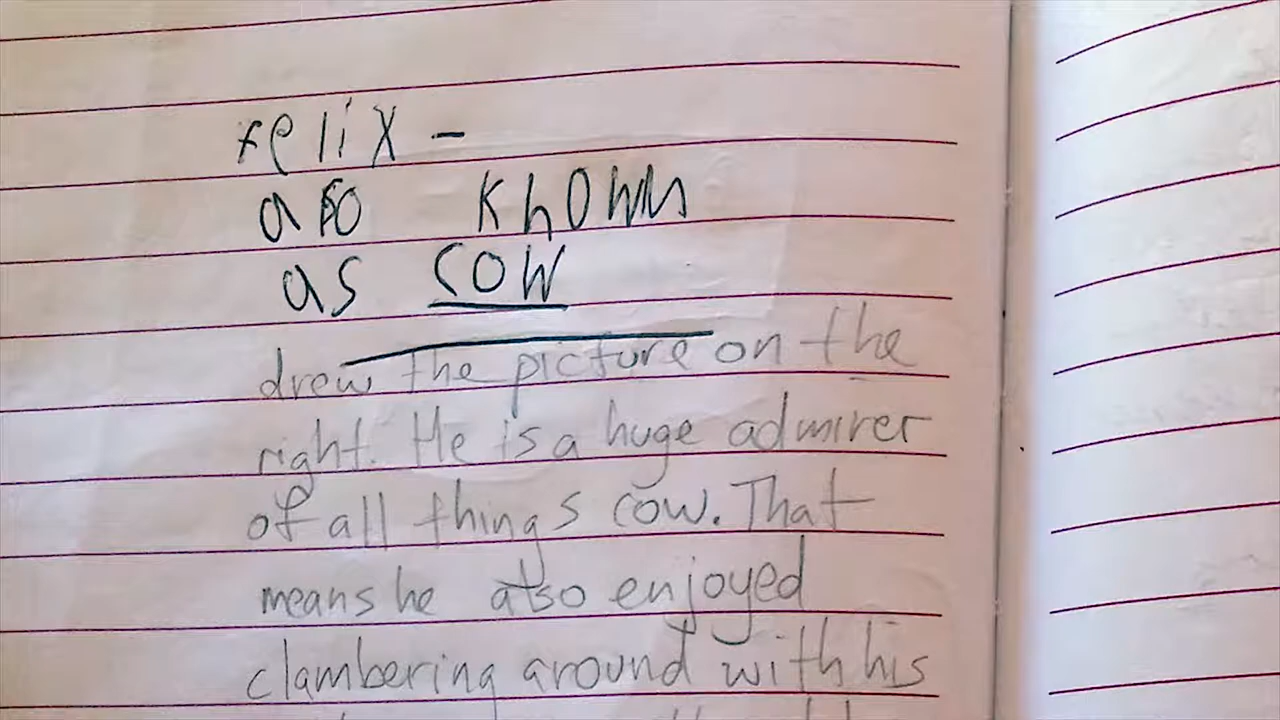 felix -
also known
as cow
drew the picture on the
right. He is a huge admirer
of all things cow. That
means he also enjoyed
clambering around with his